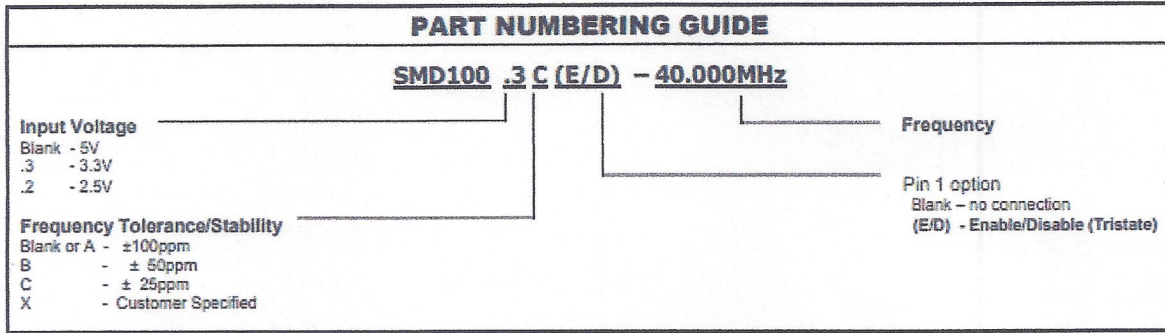 PART NUMBERING GUIDE
SMD100 .3 C (E/D) – 40.000MHz
Input Voltage
Blank - 5V
.3 - 3.3V
.2 - 2.5V
Frequency Tolerance/Stability
Blank or A - ±100ppm
B - ± 50ppm
C - ± 25ppm
X - Customer Specified
Frequency
Pin 1 option
Blank – no connection
(E/D) - Enable/Disable (Tristate)